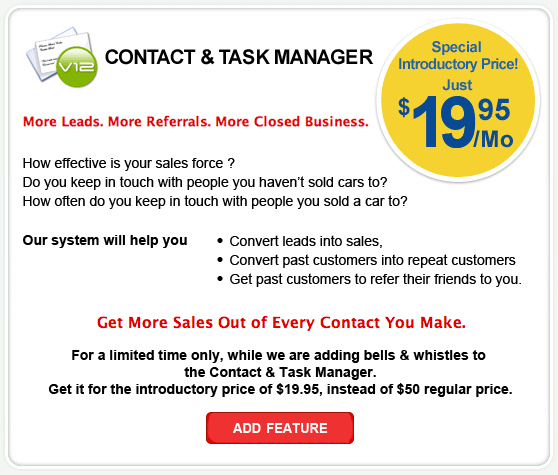 V12
CONTACT & TASK MANAGER
Special
Introductory Price!
Just
$19.95/Mo
More Leads. More Referrals. More Closed Business.
How effective is your sales force ?
Do you keep in touch with people you haven't sold cars to?
How often do you keep in touch with people you sold a car to?
Our system will help you
• Convert leads into sales,
• Convert past customers into repeat customers
• Get past customers to refer their friends to you.
Get More Sales Out of Every Contact You Make.
For a limited time only, while we are adding bells & whistles to
the Contact & Task Manager.
Get it for the introductory price of $19.95, instead of $50 regular price.
ADD FEATURE